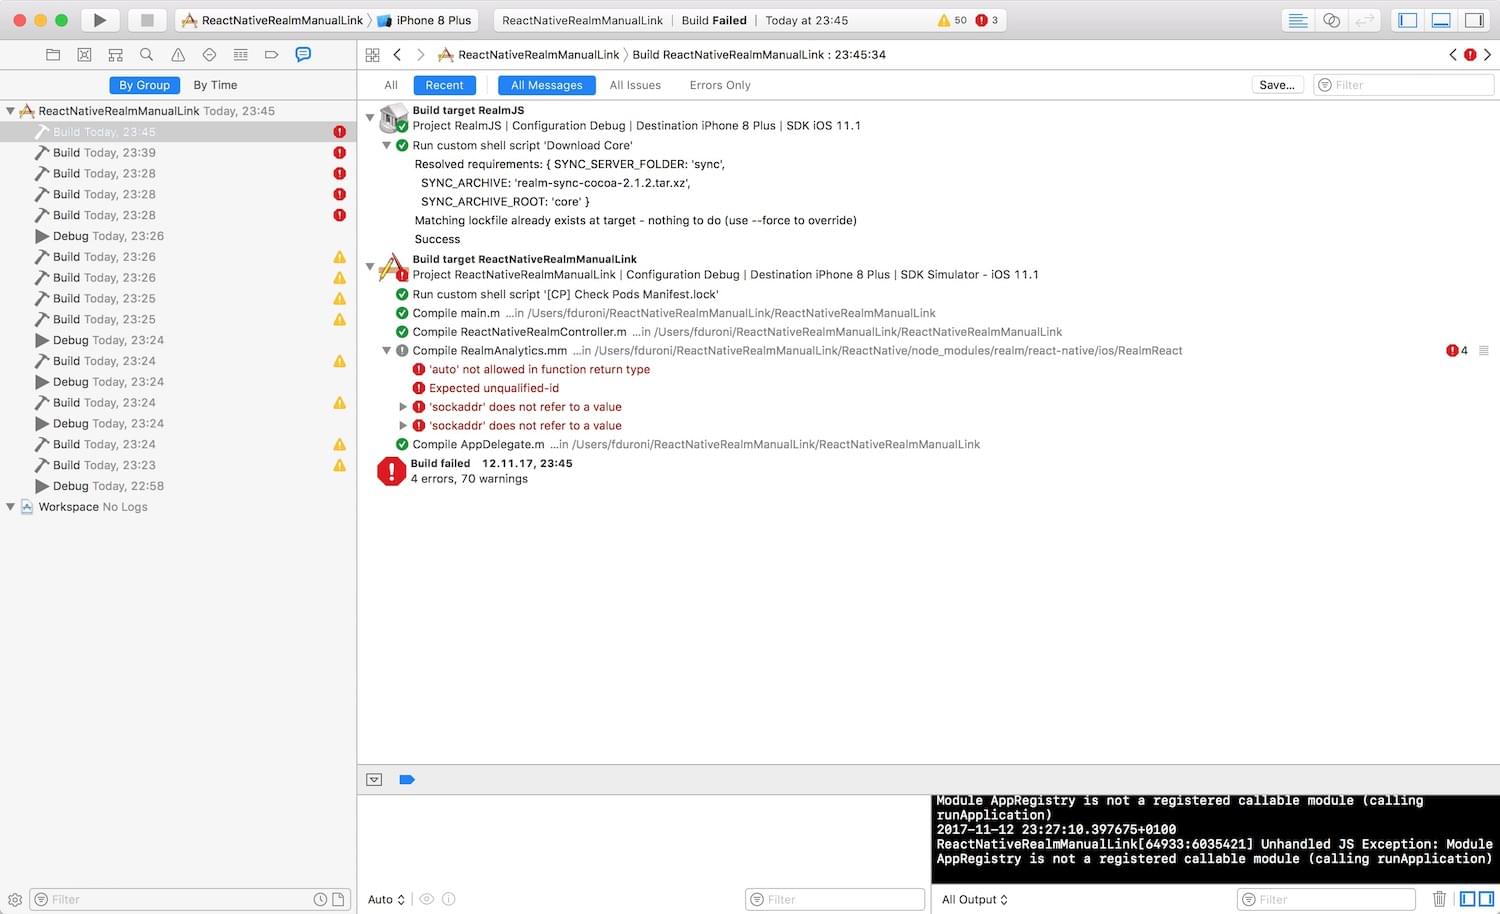 ReactNativeRealmManualLink 〉 iPhone 8 Plus
ReactNativeRealmManualLink | Build Failed | Today at 23:45
50 3
ReactNativeRealmManualLink 〉 Build ReactNativeRealmManualLink : 23:45:34
By Group By Time
All Recent All Messages All Issues Errors Only Save... Filter
ReactNativeRealmManualLink Today, 23:45
Build Today, 23:45
Build Today, 23:39
Build Today, 23:28
Build Today, 23:28
Build Today, 23:28
Debug Today, 23:26
Build Today, 23:26
Build Today, 23:26
Build Today, 23:25
Build Today, 23:25
Debug Today, 23:24
Build Today, 23:24
Debug Today, 23:24
Build Today, 23:24
Debug Today, 23:24
Build Today, 23:24
Build Today, 23:23
Debug Today, 22:58
Workspace No Logs
Build target RealmJS
Project RealmJS | Configuration Debug | Destination iPhone 8 Plus | SDK iOS 11.1
Run custom shell script 'Download Core'
Resolved requirements: { SYNC_SERVER_FOLDER: 'sync',
SYNC_ARCHIVE: 'realm-sync-cocoa-2.1.2.tar.xz',
SYNC_ARCHIVE_ROOT: 'core' }
Matching lockfile already exists at target - nothing to do (use --force to override)
Success
Build target ReactNativeRealmManualLink
Project ReactNativeRealmManualLink | Configuration Debug | Destination iPhone 8 Plus | SDK Simulator - iOS 11.1
Run custom shell script '[CP] Check Pods Manifest.lock'
Compile main.m ...in /Users/fduroni/ReactNativeRealmManualLink/ReactNativeRealmManualLink
Compile ReactNativeRealmController.m ...in /Users/fduroni/ReactNativeRealmManualLink/ReactNativeRealmManualLink
Compile RealmAnalytics.mm ...in /Users/fduroni/ReactNativeRealmManualLink/ReactNative/node_modules/realm/react-native/ios/RealmReact 4
'auto' not allowed in function return type
Expected unqualified-id
'sockaddr' does not refer to a value
'sockaddr' does not refer to a value
Compile AppDelegate.m ...in /Users/fduroni/ReactNativeRealmManualLink/ReactNativeRealmManualLink
Build failed 12.11.17, 23:45
4 errors, 70 warnings
Module AppRegistry is not a registered callable module (calling
runApplication)
2017-11-12 23:27:10.397675+0100
ReactNativeRealmManualLink[64933:6035421] Unhandled JS Exception: Module
AppRegistry is not a registered callable module (calling runApplication)
Filter
Auto Filter
All Output Filter